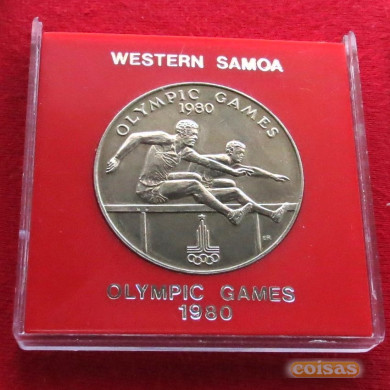 WESTERN SAMOA
OLYMPIC GAMES
1980
OLYMPIC GAMES
1980
coisas